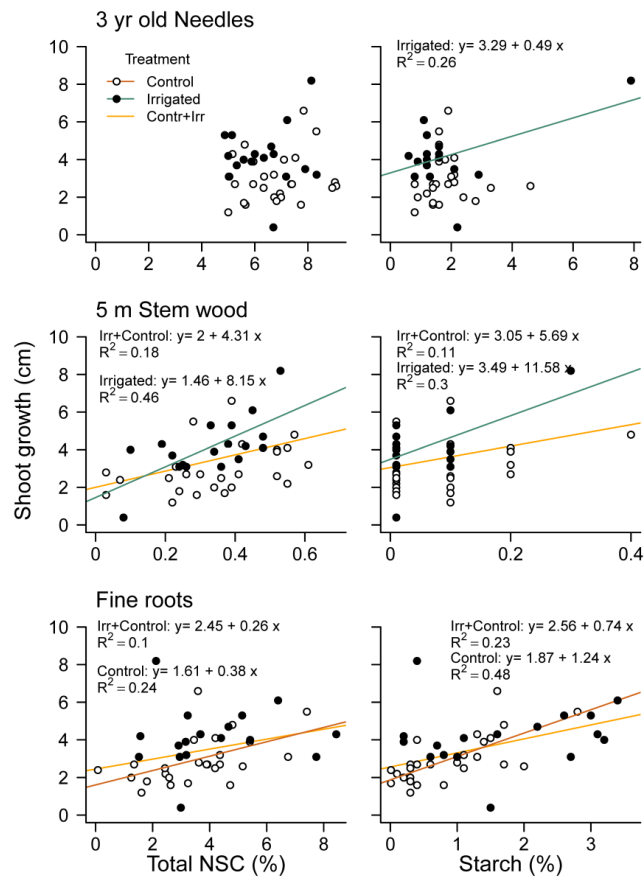 3 yr old Needles
Treatment
Control
Irrigated
Contr+Irr
10
8
6
4
2
0
0 2 4 6 8
Irrigated: y= 3.29 + 0.49 x
R² = 0.26
0 2 4 6 8
5 m Stem wood
Irr+Control: y= 2 + 4.31 x
R² = 0.18
Irrigated: y= 1.46 + 8.15 x
R² = 0.46
10
8
6
4
2
0
0 0.1 0.2 0.3 0.4 0.5 0.6
Irr+Control: y= 3.05 + 5.69 x
R² = 0.11
Irrigated: y= 3.49 + 11.58 x
R² = 0.3
0 0.2 0.4
Shoot growth (cm)
Fine roots
Irr+Control: y= 2.45 + 0.26 x
R² = 0.1
Control: y= 1.61 + 0.38 x
R² = 0.24
10
8
6
4
2
0
0 2 4 6 8
Total NSC (%)
Irr+Control: y= 2.56 + 0.74 x
R² = 0.23
Control: y= 1.87 + 1.24 x
R² = 0.48
0 1 2 3
Starch (%)